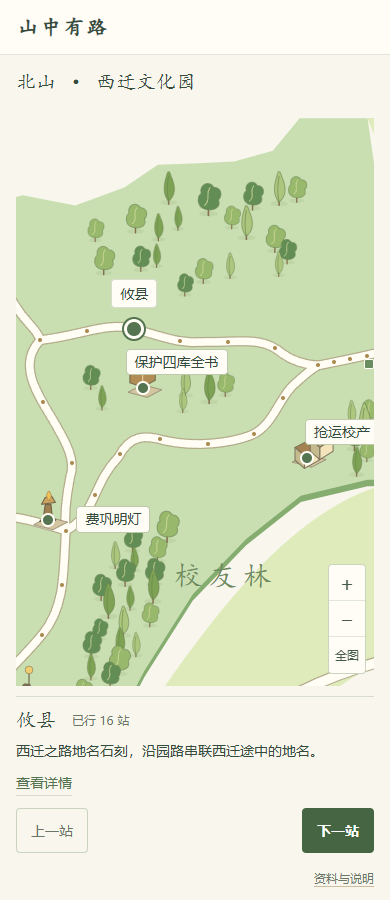 山中有路
北山 • 西迁文化园
攸县
保护四库全书
抢运校产
费巩明灯
校友林
+
−
全图
攸县 已行 16 站
西迁之路地名石刻，沿园路串联西迁途中的地名。
查看详情
上一站 下一站
资料与说明